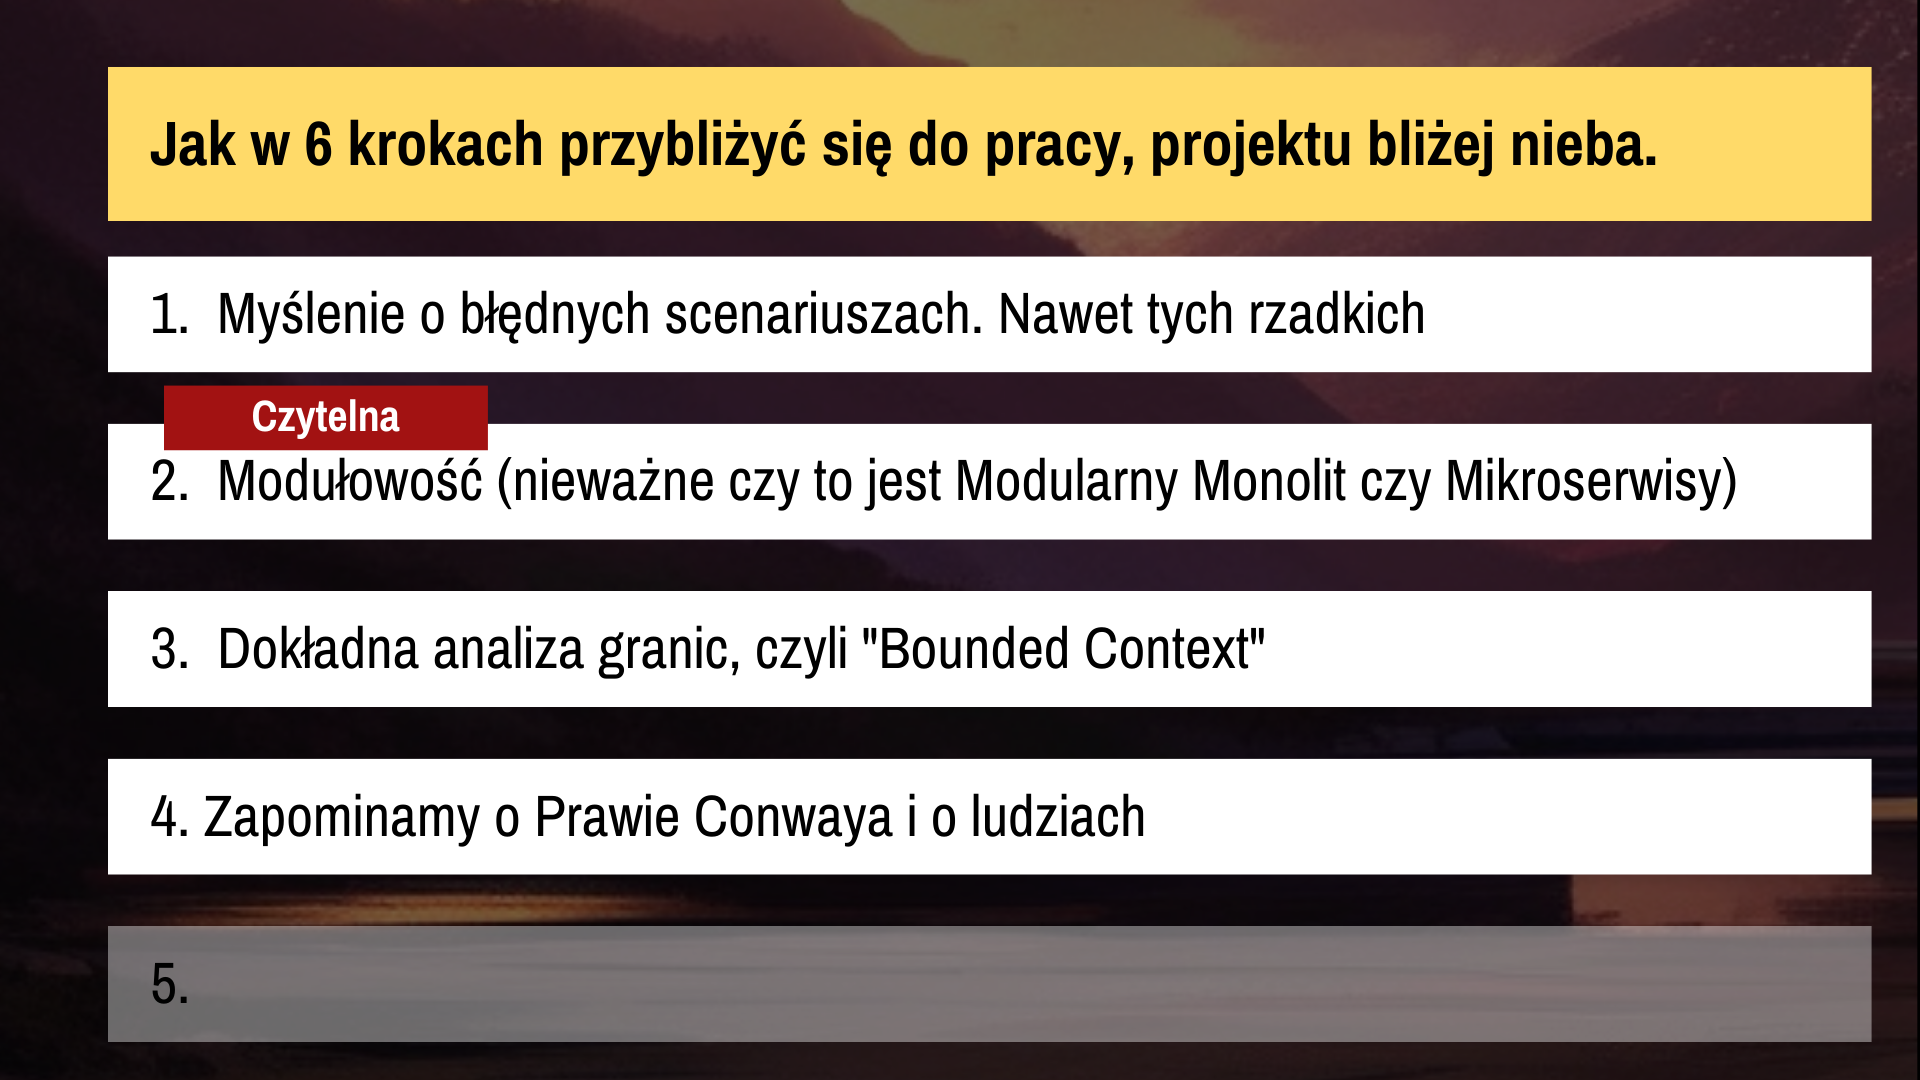 Jak w 6 krokach przybliżyć się do pracy, projektu bliżej nieba.
1. Myślenie o błędnych scenariuszach. Nawet tych rzadkich
Czytelna
2. Modułowość (nieważne czy to jest Modularny Monolit czy Mikroserwisy)
3. Dokładna analiza granic, czyli "Bounded Context"
4. Zapominamy o Prawie Conwaya i o ludziach
5.